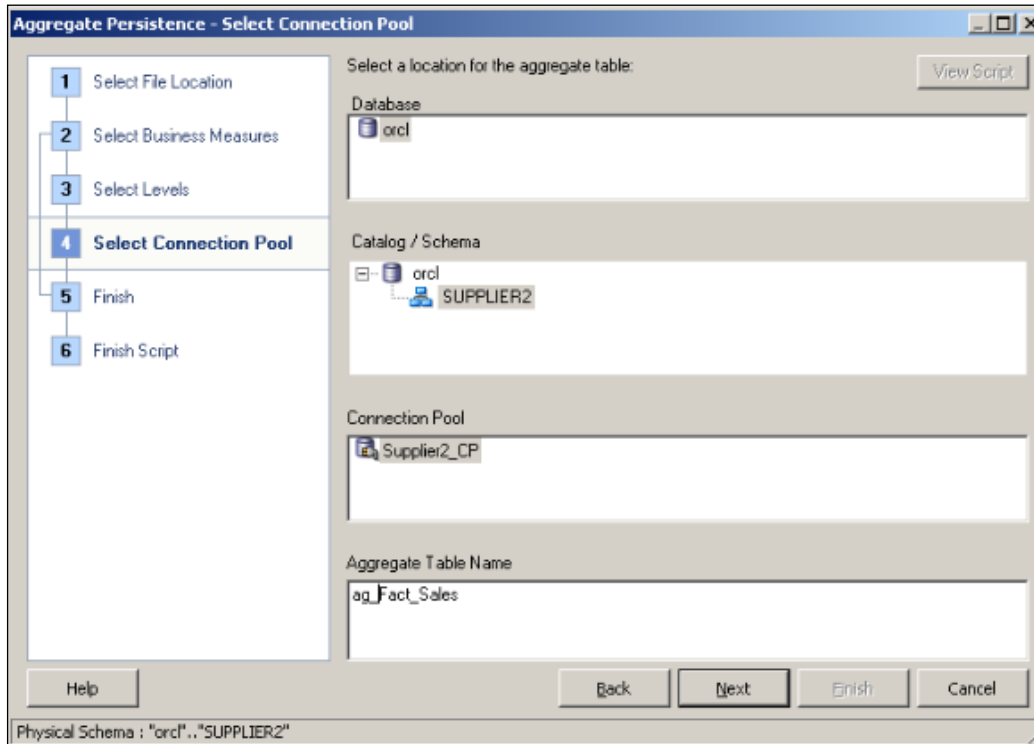 Aggregate Persistence - Select Connection Pool
1 Select File Location
2 Select Business Measures
3 Select Levels
4 Select Connection Pool
5 Finish
6 Finish Script
Select a location for the aggregate table:
View Script
Database
orcl
Catalog / Schema
orcl
SUPPLIER2
Connection Pool
Supplier2_CP
Aggregate Table Name
ag_Fact_Sales
Help
Back
Next
Finish
Cancel
Physical Schema : "orcl".."SUPPLIER2"